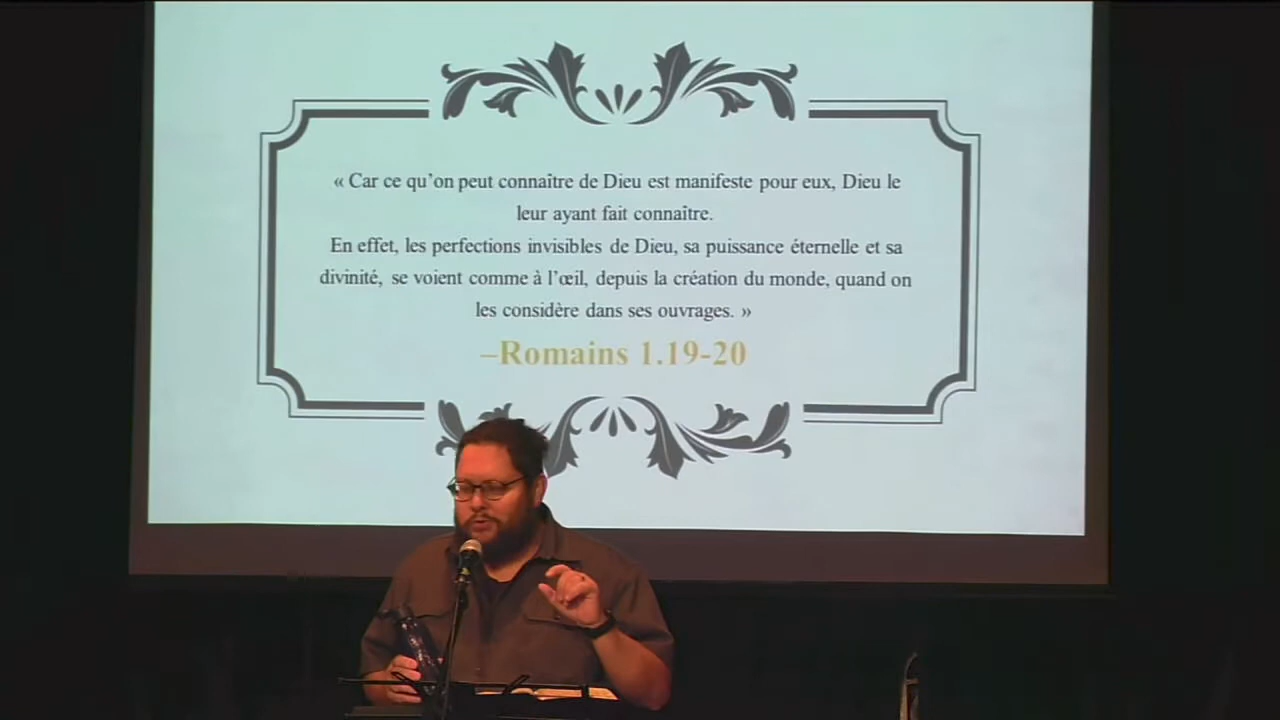 « Car ce qu’on peut connaître de Dieu est manifeste pour eux, Dieu le
leur ayant fait connaître.
En effet, les perfections invisibles de Dieu, sa puissance éternelle et sa
divinité, se voient comme à l’œil, depuis la création du monde, quand on
les considère dans ses ouvrages. »
–Romains 1.19-20